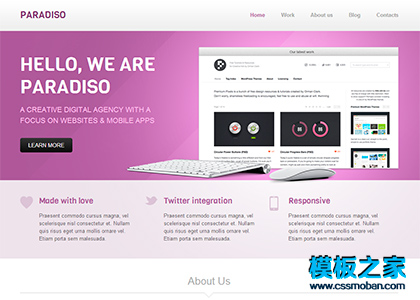 PARADISO
Home Work About us Blog Contacts
HELLO, WE ARE
PARADISO
A CREATIVE DIGITAL AGENCY WITH A
FOCUS ON WEBSITES & MOBILE APPS
LEARN MORE
Our latest work
Made with love
Praesent commodo cursus magna, vel
scelerisque nisl consectetur et. Nullam
quis risus eget urna mollis ornare vel.
Etiam porta sem malesuada.
Twitter integration
Praesent commodo cursus magna, vel
scelerisque nisl consectetur et. Nullam
quis risus eget urna mollis ornare vel.
Etiam porta sem malesuada.
Responsive
Praesent commodo cursus magna, vel
scelerisque nisl consectetur et. Nullam
quis risus eget urna mollis ornare vel.
Etiam porta sem malesuada.
About Us
模板之家
www.cssmoban.com